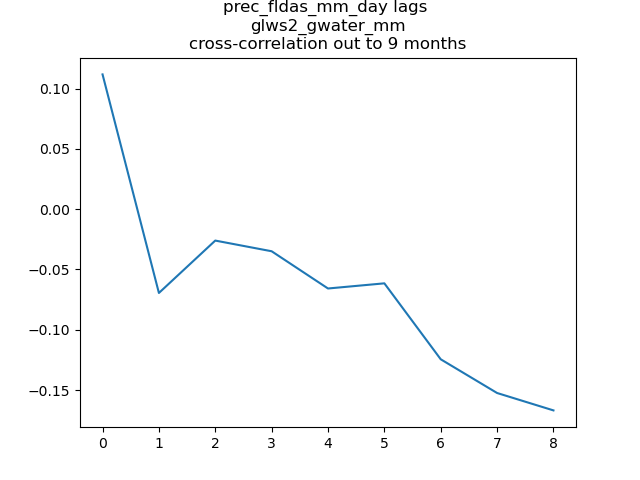 prec_fldas_mm_day lags
glws2_gwater_mm
cross-correlation out to 9 months
0.10
0.05
0.00
−0.05
−0.10
−0.15
0 1 2 3 4 5 6 7 8